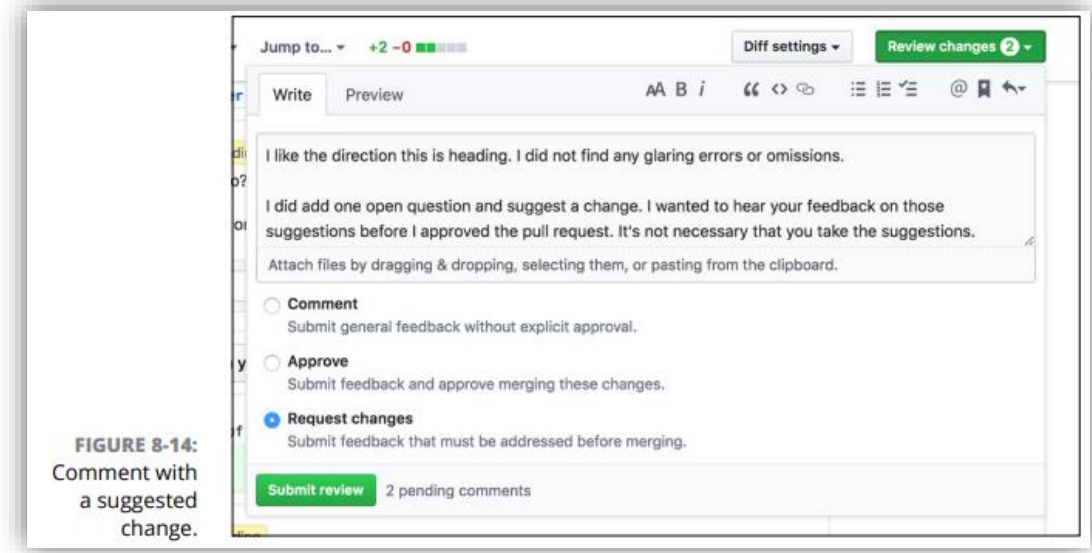 Jump to...
+2 −0
Diff settings
Review changes 2
er
Write
Preview
AA B i
I like the direction this is heading. I did not find any glaring errors or omissions.
o?
I did add one open question and suggest a change. I wanted to hear your feedback on those
suggestions before I approved the pull request. It's not necessary that you take the suggestions.
Attach files by dragging & dropping, selecting them, or pasting from the clipboard.
Comment
Submit general feedback without explicit approval.
y
Approve
Submit feedback and approve merging these changes.
Request changes
of
Submit feedback that must be addressed before merging.
Submit review
2 pending comments
FIGURE 8-14:
Comment with
a suggested
change.